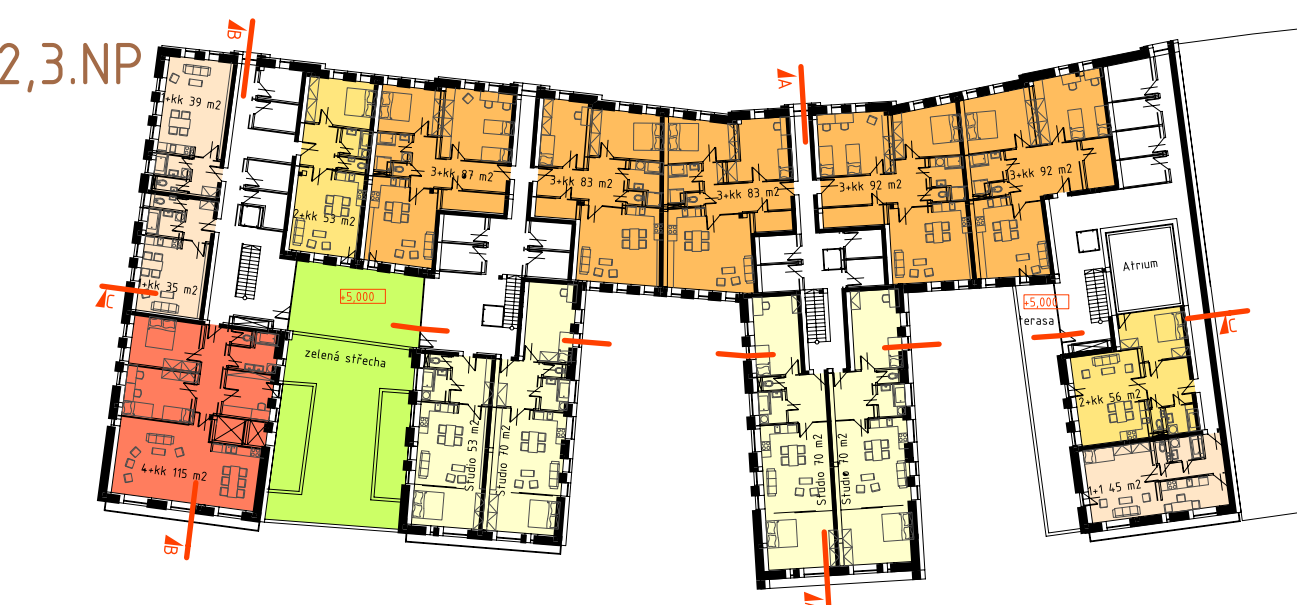 2,3.NP
B
A
+kk 39 m2
2+kk 53 m2
3+kk 87 m2
3+kk 83 m2
3+kk 83 m2
3+kk 92 m2
3+kk 92 m2
1+kk 35 m2
C
+5,000
zelená střecha
Atrium
+5,000
terasa
C
4+kk 115 m2
Studio 53 m2
Studio 70 m2
Studio 70 m2
Studio 70 m2
2+kk 56 m2
1+1 45 m2
B